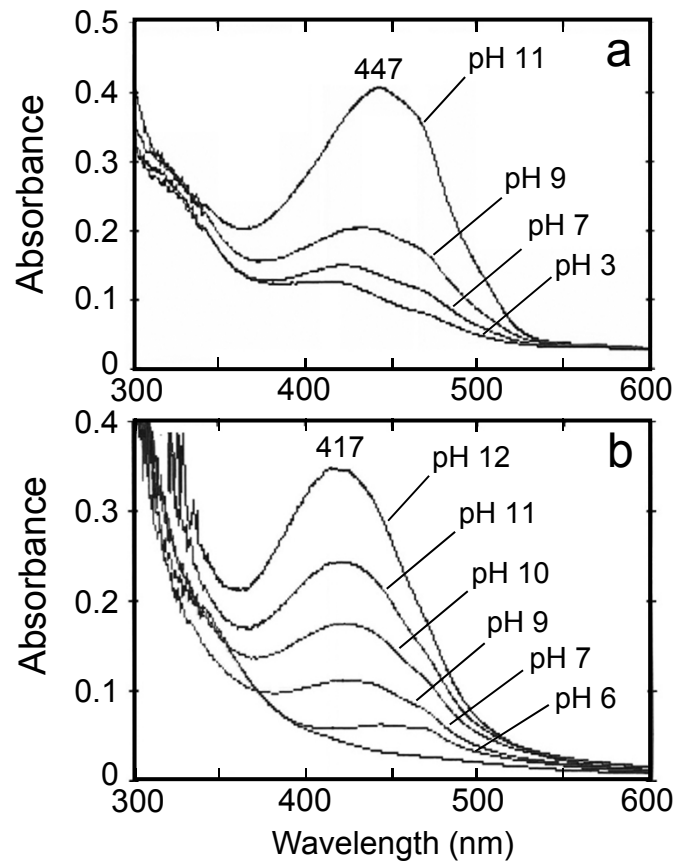 0.5
a
447
pH 11
0.4
Absorbance
0.3
pH 9
0.2
pH 7
pH 3
0.1
0
300
400
500
600
0.4
b
417
pH 12
0.3
pH 11
Absorbance
pH 10
0.2
pH 9
pH 7
0.1
pH 6
0
300
400
500
600
Wavelength (nm)